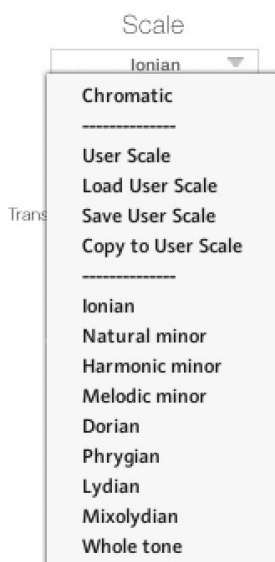 Scale
Ionian
Chromatic
--------------
User Scale
Load User Scale
Save User Scale
Copy to User Scale
--------------
Ionian
Natural minor
Harmonic minor
Melodic minor
Dorian
Phrygian
Lydian
Mixolydian
Whole tone